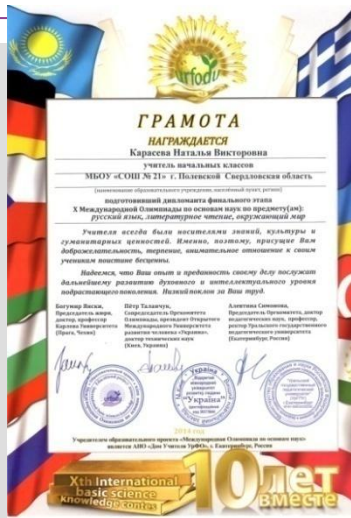 urfodu
ГРАМОТА
НАГРАЖДАЕТСЯ
Карасева Наталья Викторовна
учитель начальных классов
МБОУ «СОШ № 21» г. Полевской Свердловская область
(наименование образовательного учреждения, населённый пункт, регион)
подготовивший дипломанта финального этапа
X Международной Олимпиады по основам наук по предмету(ам):
русский язык, литературное чтение, окружающий мир
Учителя всегда были носителями знаний, культуры и
гуманитарных ценностей. Именно, поэтому, присущие Вам
доброжелательность, терпение, внимательное отношение к своим
ученикам поистине бесценны.
Надеемся, что Ваш опыт и преданность своему делу послужат
дальнейшему развитию духовного и интеллектуального уровня
подрастающего поколения. Низкий поклон за Ваш труд.
Богумир Виски,
Председатель жюри,
доктор, профессор
Карлова Университета
(Прага, Чехия)
Пётр Таланчук,
Сопредседатель Оргкомитета
Олимпиады, президент Открытого
Международного Университета
развития человека «Украина»,
доктор технических наук
(Киев, Украина)
Алевтина Симонова,
Председатель Оргкомитета, доктор
педагогических наук, профессор,
ректор Уральского государственного
педагогического университета
(Екатеринбург, Россия)
Україна
"Україна"
2014 год
Учредителем образовательного проекта «Международная Олимпиада по основам наук»
является АНО «Дом Учителя УрФО», г. Екатеринбург, Россия
Xth International
basic science
knowledge contes
10 лет
вместе